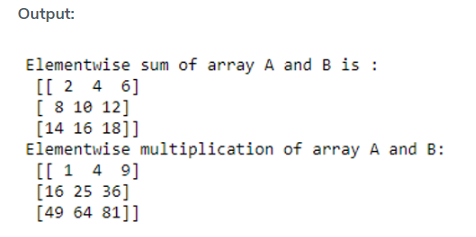 Output:
Elementwise sum of array A and B is :
[[ 2  4  6]
[ 8 10 12]
[14 16 18]]
Elementwise multiplication of array A and B:
[[ 1  4  9]
[16 25 36]
[49 64 81]]